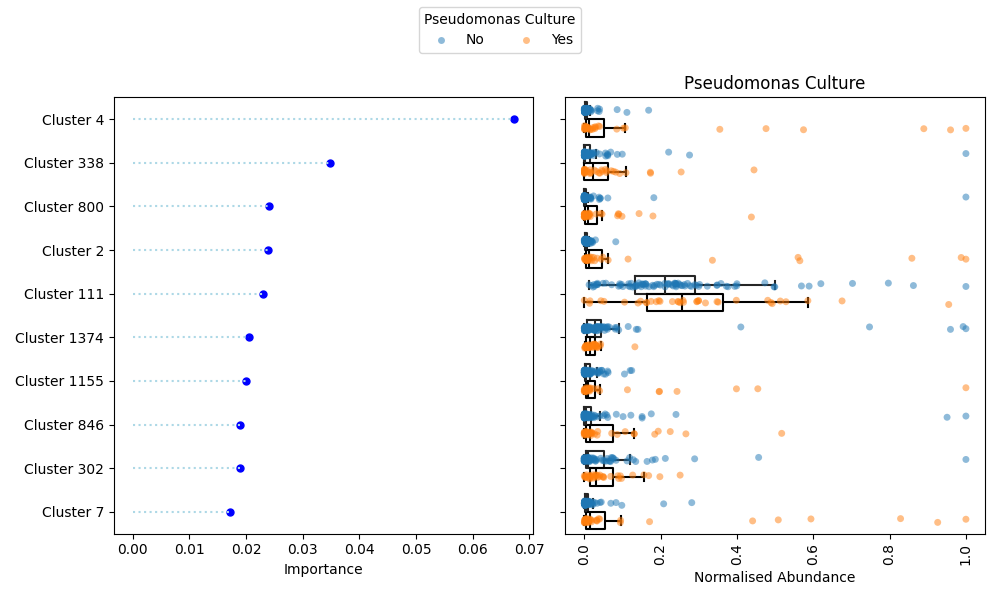 Pseudomonas Culture
No Yes
Pseudomonas Culture
Cluster 4
Cluster 338
Cluster 800
Cluster 2
Cluster 111
Cluster 1374
Cluster 1155
Cluster 846
Cluster 302
Cluster 7
0.00 0.01 0.02 0.03 0.04 0.05 0.06 0.07
Importance
0.0 0.2 0.4 0.6 0.8 1.0
Normalised Abundance